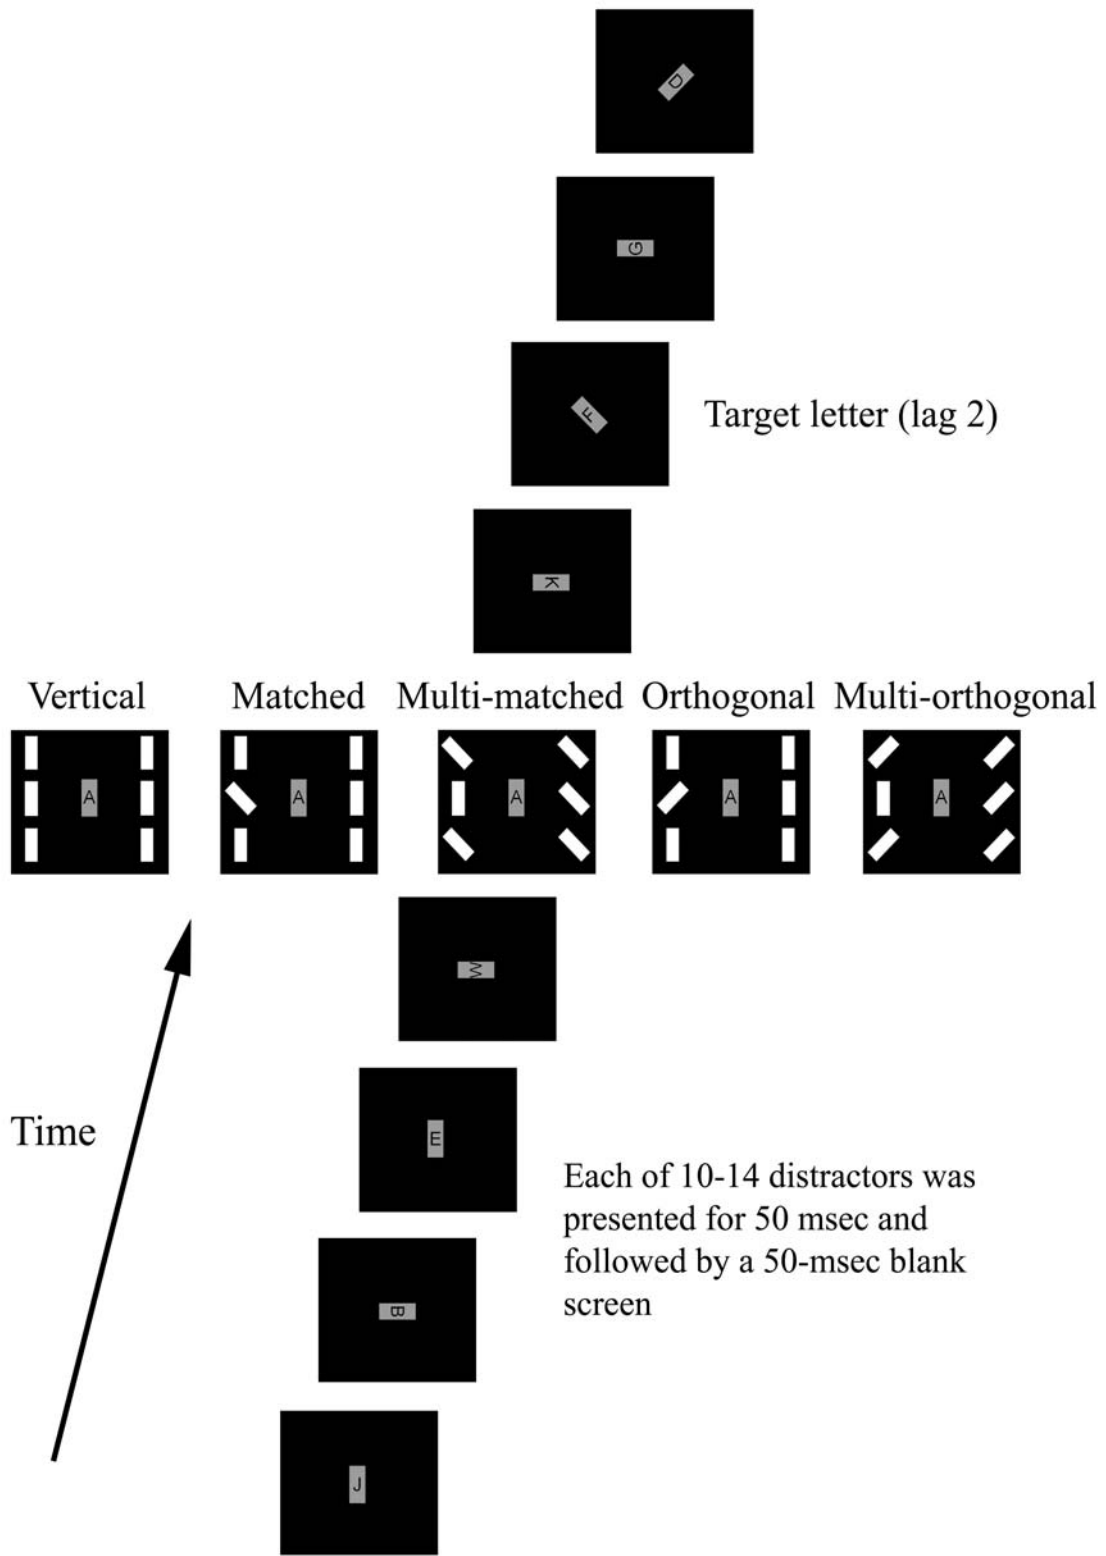 D
G
F
Target letter (lag 2)
K
Vertical Matched Multi-matched Orthogonal Multi-orthogonal
A A A A A
W
E
Time
Each of 10-14 distractors was
presented for 50 msec and
followed by a 50-msec blank
screen
B
J